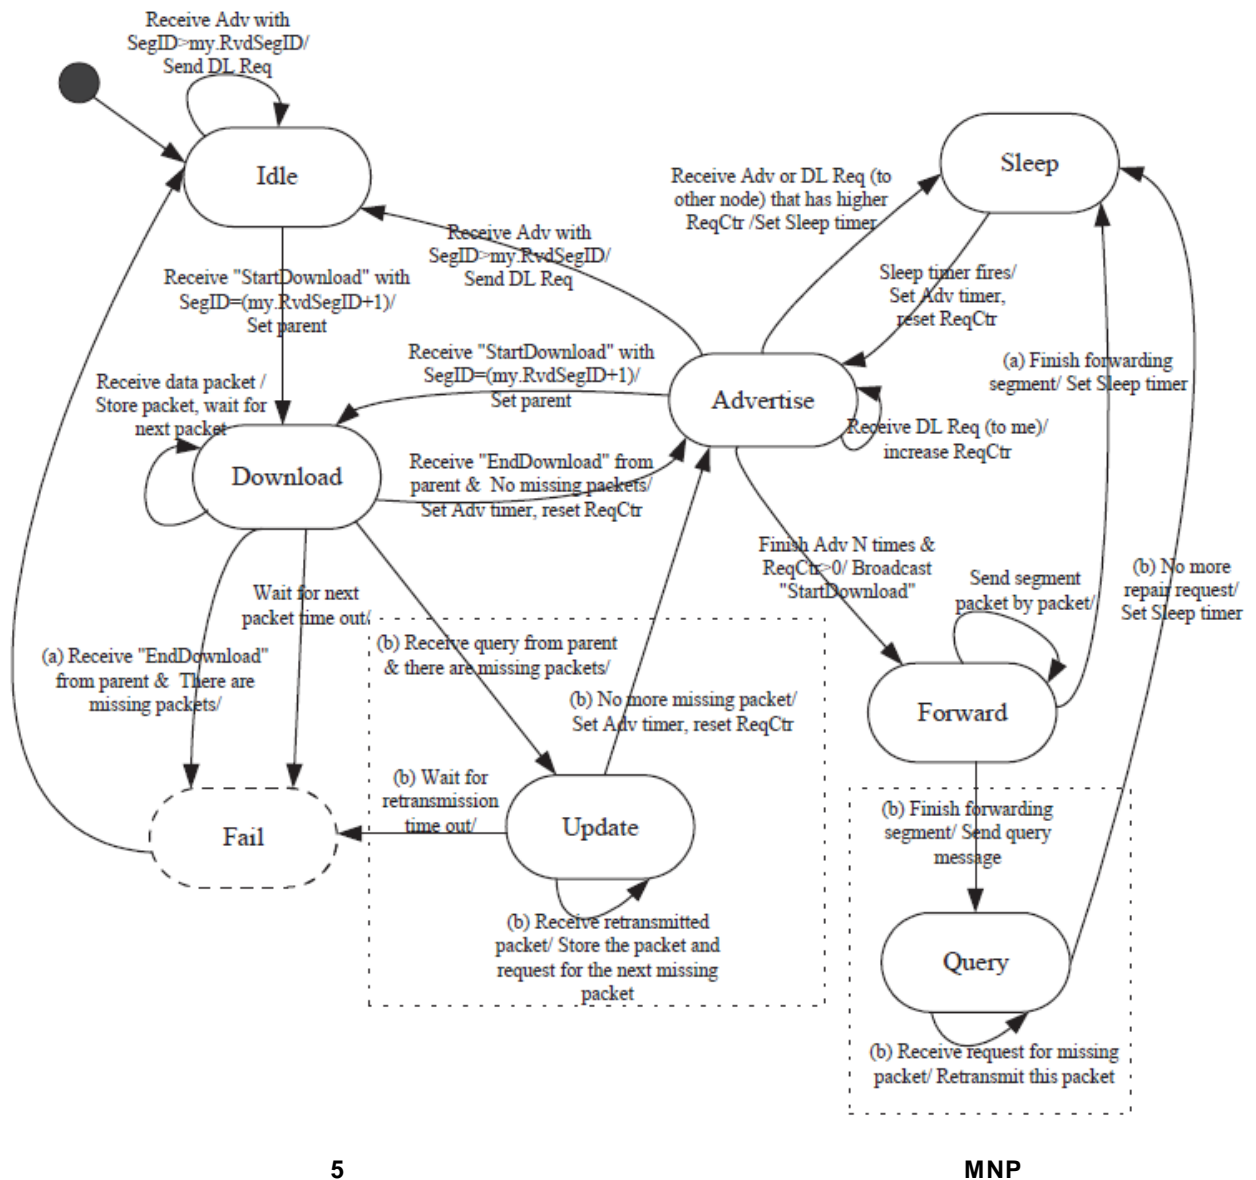 Receive Adv with
SegID>my.RvdSegID/
Send DL Req
Idle
Sleep
Receive Adv or DL Req (to
other node) that has higher
ReqCtr /Set Sleep timer
Receive Adv with
SegID>my.RvdSegID/
Send DL Req
Receive "StartDownload" with
SegID=(my.RvdSegID+1)/
Set parent
Sleep timer fires/
Set Adv timer,
reset ReqCtr
Receive "StartDownload" with
SegID=(my.RvdSegID+1)/
Set parent
(a) Finish forwarding
segment/ Set Sleep timer
Receive data packet /
Store packet, wait for
next packet
Advertise
Receive DL Req (to me)/
increase ReqCtr
Download
Receive "EndDownload" from
parent & No missing packets/
Set Adv timer, reset ReqCtr
Finish Adv N times &
ReqCtr>0/ Broadcast
"StartDownload"
Wait for next
packet time out/
Send segment
packet by packet/
(b) No more
repair request/
Set Sleep timer
(a) Receive "EndDownload"
from parent & There are
missing packets/
(b) Receive query from parent
& there are missing packets/
(b) No more missing packet/
Set Adv timer, reset ReqCtr
Forward
(b) Wait for
retransmission
time out/
Fail
Update
(b) Finish forwarding
segment/ Send query
message
(b) Receive retransmitted
packet/ Store the packet and
request for the next missing
packet
Query
(b) Receive request for missing
packet/ Retransmit this packet
5 MNP